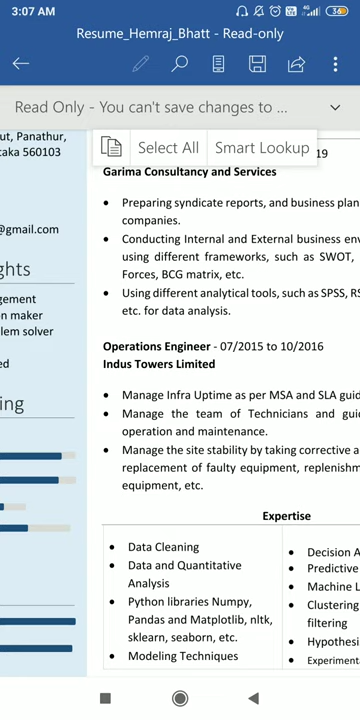 3:07 AM
4G
36
Resume_Hemraj_Bhatt - Read-only
Read Only - You can't save changes to ...
ut, Panathur,
taka 560103
@gmail.com
ghts
gement
on maker
lem solver
ed
ing
Select All Smart Lookup
19
Garima Consultancy and Services
• Preparing syndicate reports, and business plan
companies.
• Conducting Internal and External business env
using different frameworks, such as SWOT,
Forces, BCG matrix, etc.
• Using different analytical tools, such as SPSS, RS
etc. for data analysis.
Operations Engineer - 07/2015 to 10/2016
Indus Towers Limited
• Manage Infra Uptime as per MSA and SLA guid
• Manage the team of Technicians and guid
operation and maintenance.
• Manage the site stability by taking corrective a
replacement of faulty equipment, replenishm
equipment, etc.
Expertise
• Data Cleaning
• Data and Quantitative
Analysis
• Python libraries Numpy,
Pandas and Matplotlib, nltk,
sklearn, seaborn, etc.
• Modeling Techniques
• Decision A
• Predictive
• Machine L
• Clustering
filtering
• Hypothesi
• Experimenta